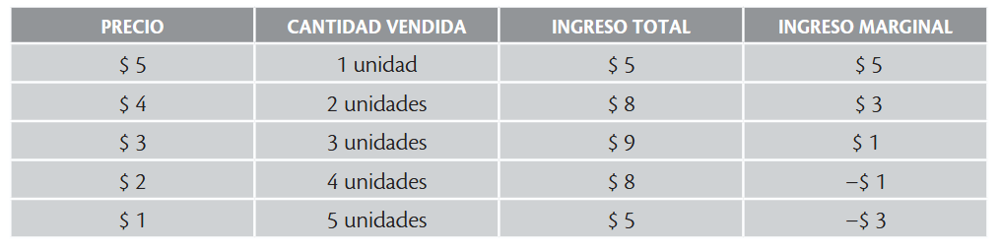 PRECIO CANTIDAD VENDIDA INGRESO TOTAL INGRESO MARGINAL
$ 5 1 unidad $ 5 $ 5
$ 4 2 unidades $ 8 $ 3
$ 3 3 unidades $ 9 $ 1
$ 2 4 unidades $ 8 –$ 1
$ 1 5 unidades $ 5 –$ 3